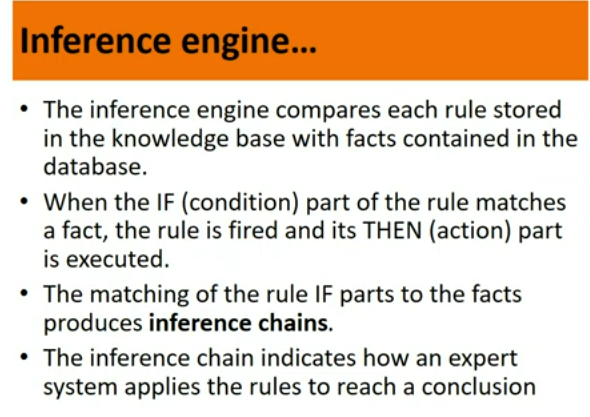 Inference engine...
• The inference engine compares each rule stored
in the knowledge base with facts contained in the
database.
• When the IF (condition) part of the rule matches
a fact, the rule is fired and its THEN (action) part
is executed.
• The matching of the rule IF parts to the facts
produces inference chains.
• The inference chain indicates how an expert
system applies the rules to reach a conclusion